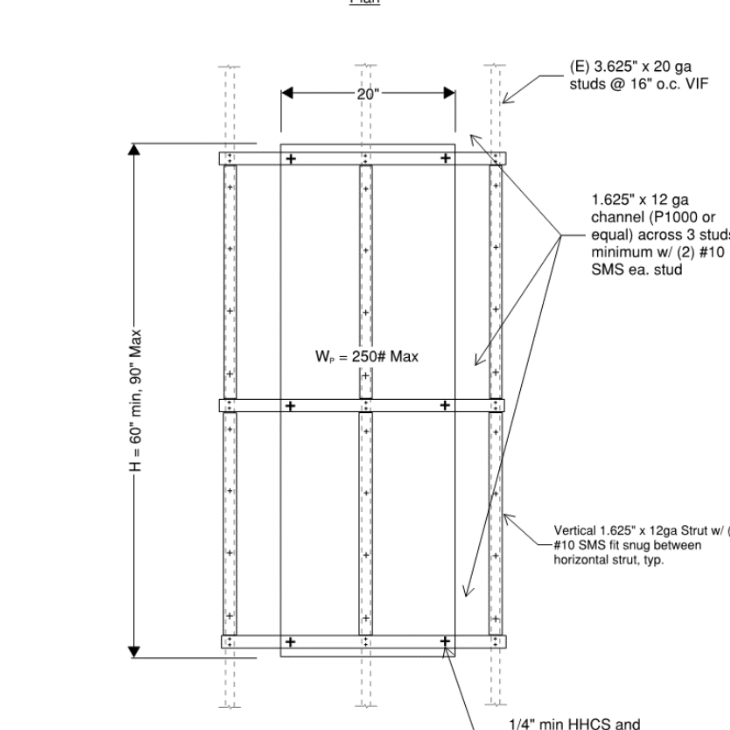 Plan
20"
(E) 3.625" x 20 ga
studs @ 16" o.c. VIF
1.625" x 12 ga
channel (P1000 or
equal) across 3 studs
minimum w/ (2) #10
SMS ea. stud
H = 60" min, 90" Max
Wₚ = 250# Max
Vertical 1.625" x 12ga Strut w/ (
#10 SMS fit snug between
horizontal strut, typ.
1/4" min HHCS and